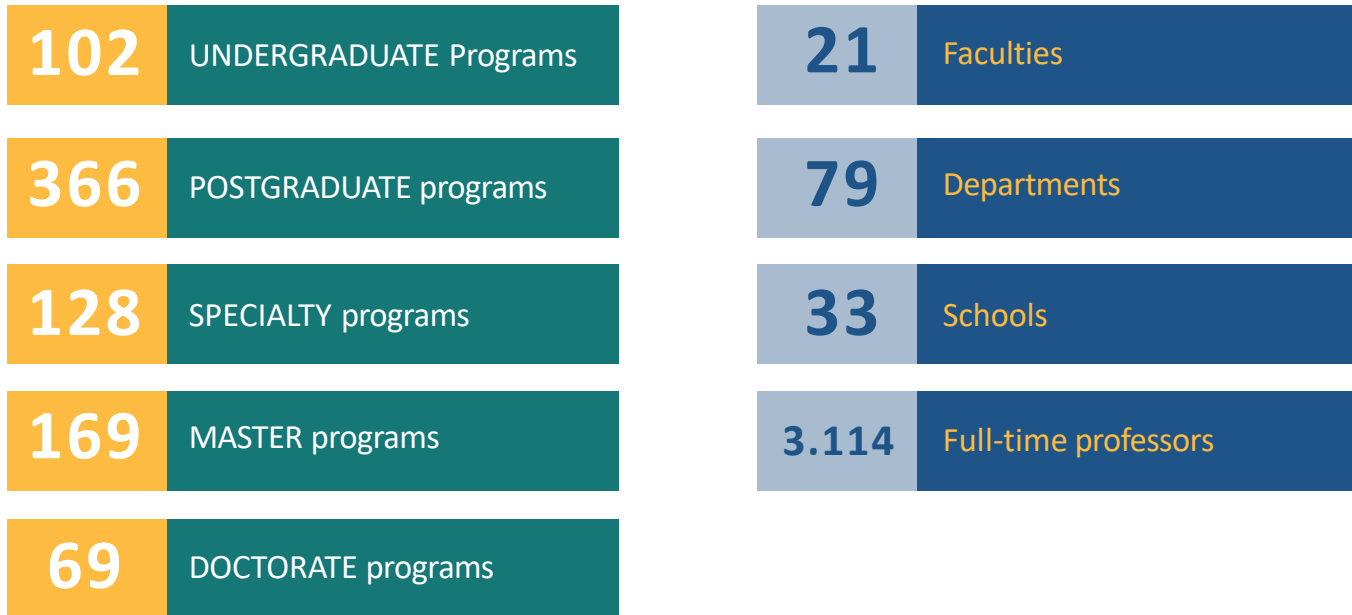 102 UNDERGRADUATE Programs
366 POSTGRADUATE programs
128 SPECIALTY programs
169 MASTER programs
69 DOCTORATE programs
21 Faculties
79 Departments
33 Schools
3.114 Full-time professors